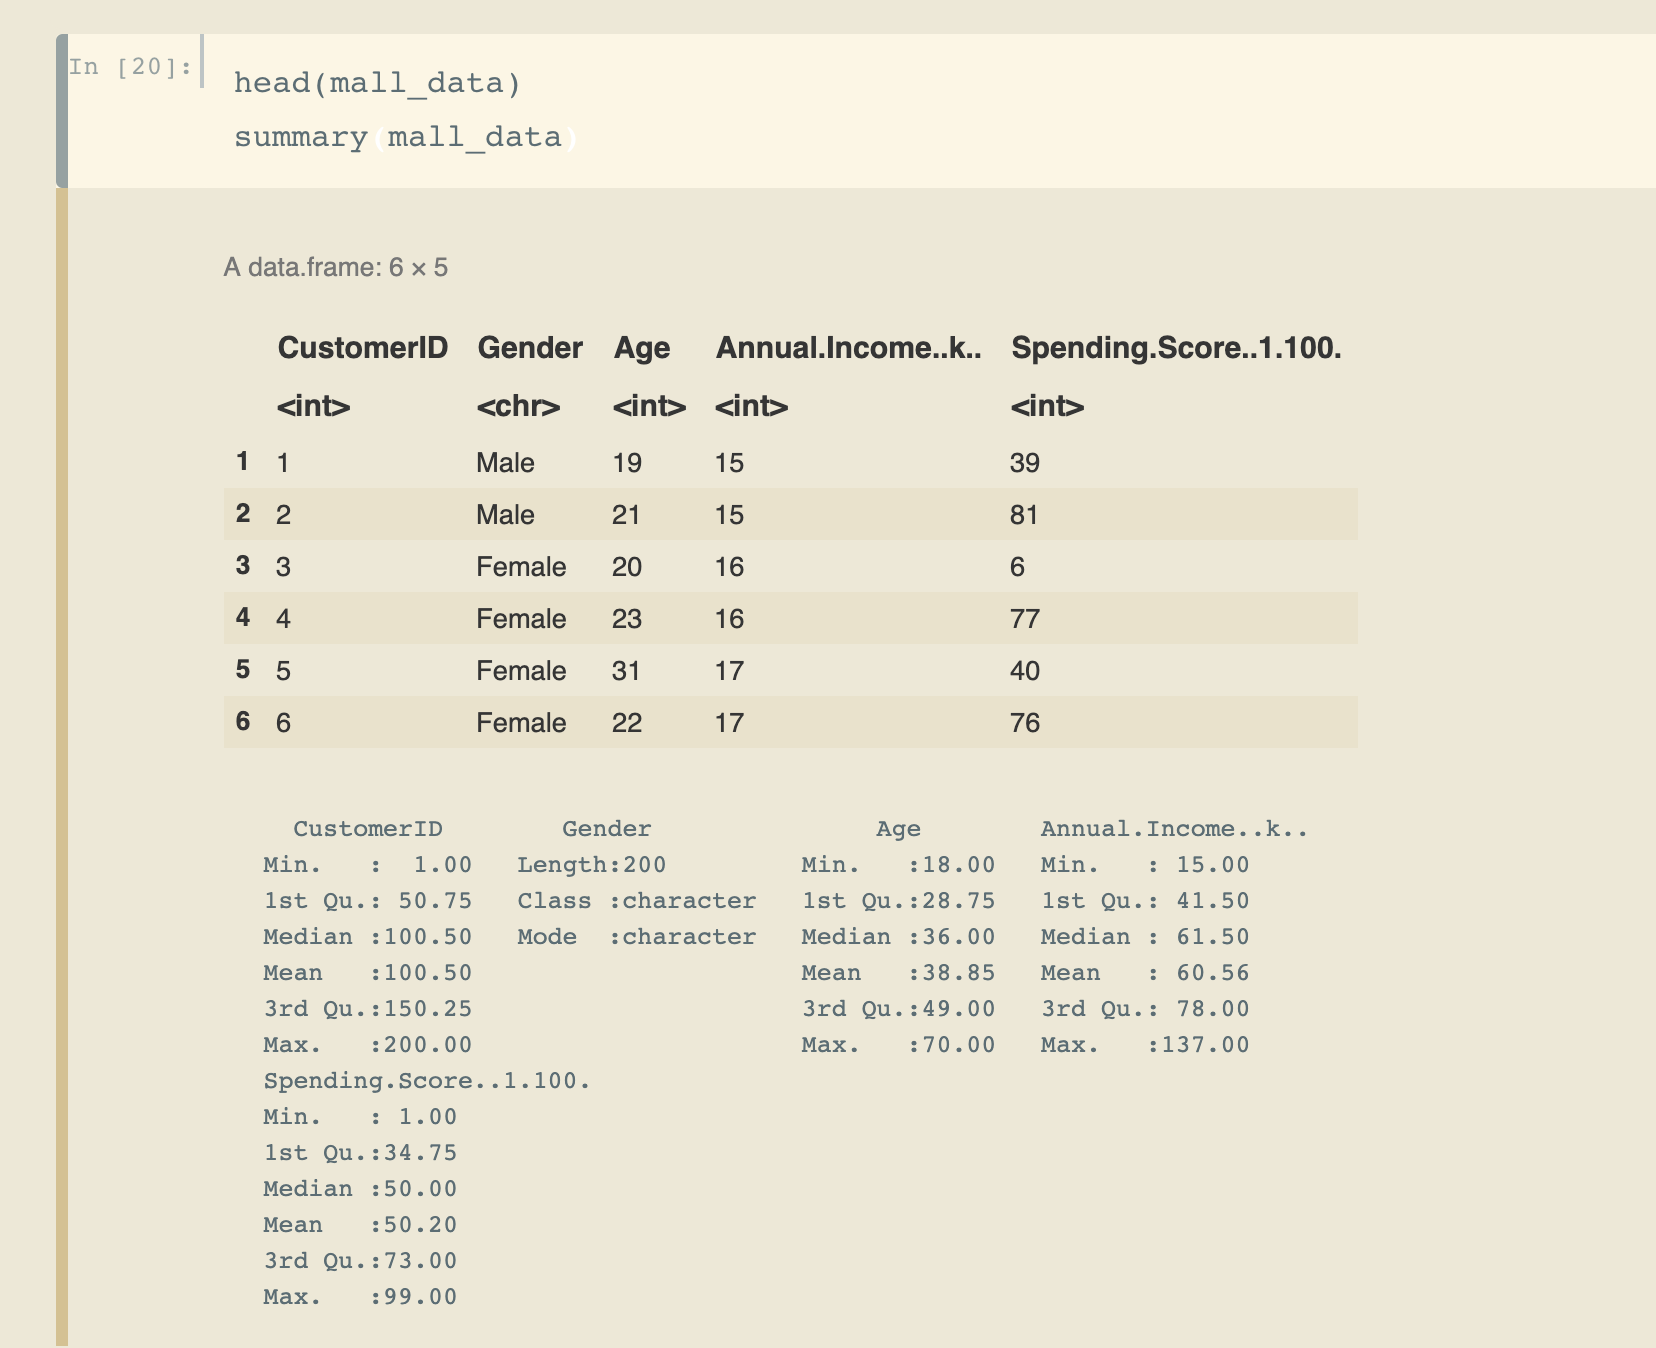 In [20]:
head(mall_data)
summary(mall_data)
A data.frame: 6 × 5
CustomerID Gender Age Annual.Income..k.. Spending.Score..1.100.
<int> <chr> <int> <int> <int>
1 1 Male 19 15 39
2 2 Male 21 15 81
3 3 Female 20 16 6
4 4 Female 23 16 77
5 5 Female 31 17 40
6 6 Female 22 17 76
CustomerID Gender Age Annual.Income..k..
Min.   :  1.00 Length:200 Min.   :18.00 Min.   : 15.00
1st Qu.: 50.75 Class :character 1st Qu.:28.75 1st Qu.: 41.50
Median :100.50 Mode  :character Median :36.00 Median : 61.50
Mean   :100.50 Mean   :38.85 Mean   : 60.56
3rd Qu.:150.25 3rd Qu.:49.00 3rd Qu.: 78.00
Max.   :200.00 Max.   :70.00 Max.   :137.00
Spending.Score..1.100.
Min.   : 1.00
1st Qu.:34.75
Median :50.00
Mean   :50.20
3rd Qu.:73.00
Max.   :99.00